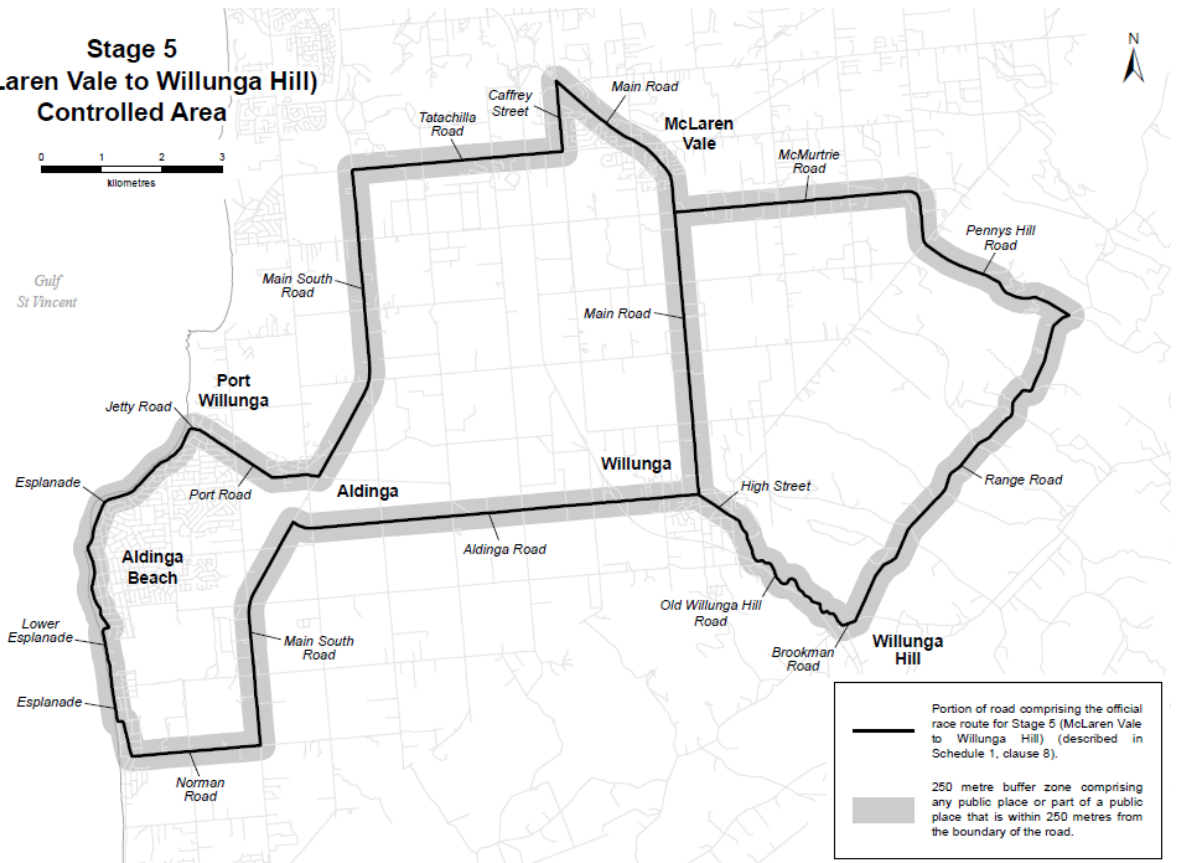 Stage 5
Laren Vale to Willunga Hill)
Controlled Area
0 1 2 3
kilometres
N
Caffrey
Street
Main Road
Tatachilla
Road
McLaren
Vale
McMurtrie
Road
Pennys Hill
Road
Gulf
St Vincent
Main South
Road
Main Road
Port
Willunga
Jetty Road
Willunga
High Street
Esplanade
Port Road
Aldinga
Range Road
Aldinga Road
Aldinga
Beach
Old Willunga Hill
Road
Lower
Esplanade
Main South
Road
Brookman
Road
Willunga
Hill
Esplanade
Norman
Road
Portion of road comprising the official
race route for Stage 5 (McLaren Vale
to Willunga Hill) (described in
Schedule 1, clause 8).
250 metre buffer zone comprising
any public place or part of a public
place that is within 250 metres from
the boundary of the road.